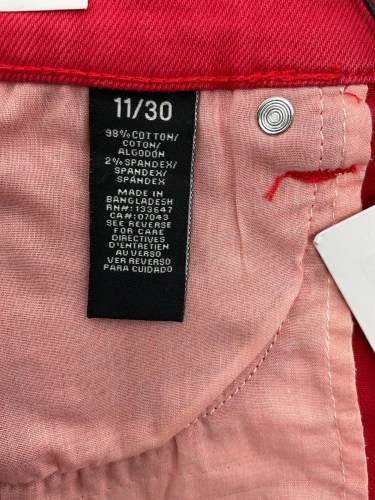 11/30
98% COTTON/
COTON/
ALGODÓN
2% SPANDEX/
SPANDEX/
SPANDEX
MADE IN
BANGLADESH
RN#: 133647
CA#: 07043
SEE REVERSE
FOR CARE
DIRECTIVES
D'ENTRETIEN
AU VERSO
VER REVERSO
PARA CUIDADO